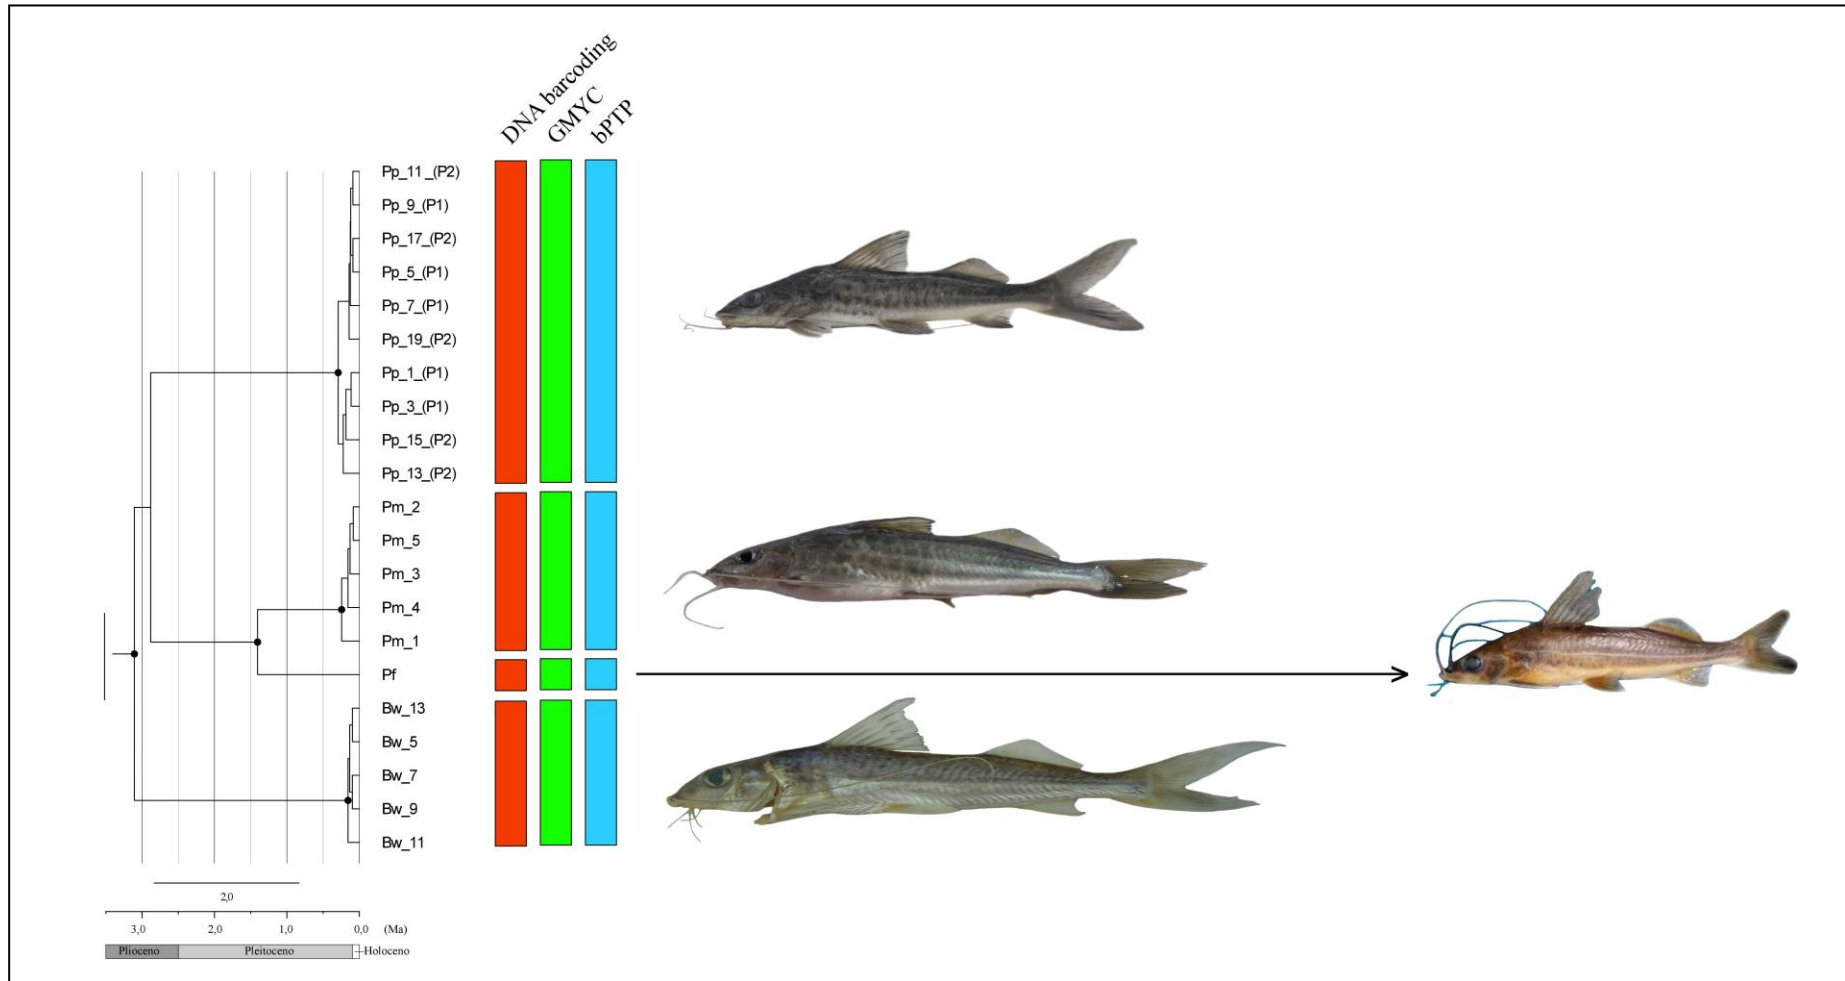 DNA barcoding
GMYC
bPTP
Pp_11_(P2)
Pp_9_(P1)
Pp_17_(P2)
Pp_5_(P1)
Pp_7_(P1)
Pp_19_(P2)
Pp_1_(P1)
Pp_3_(P1)
Pp_15_(P2)
Pp_13_(P2)
Pm_2
Pm_5
Pm_3
Pm_4
Pm_1
Pf
Bw_13
Bw_5
Bw_7
Bw_9
Bw_11
2,0
3,0 2,0 1,0 0,0 (Ma)
Plioceno Pleitoceno Holoceno